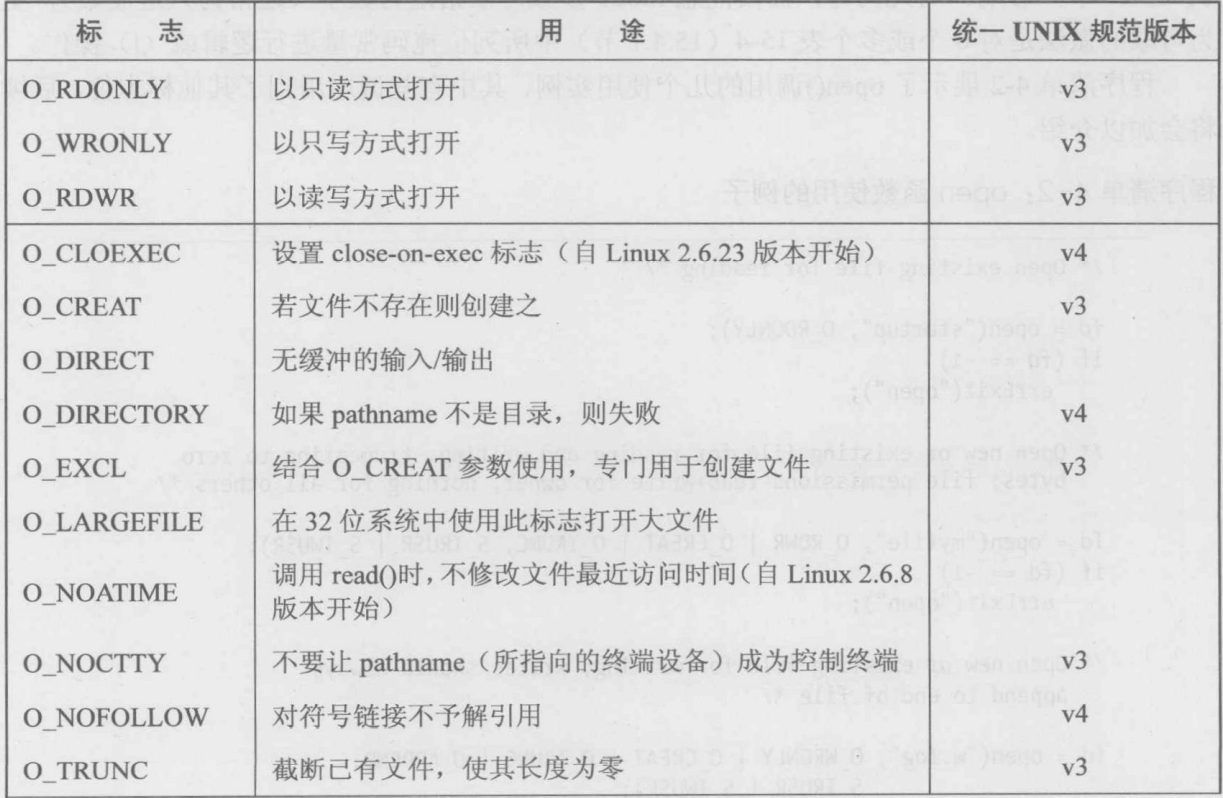 标 志 用 途 统一 UNIX 规范版本
O_RDONLY 以只读方式打开 v3
O_WRONLY 以只写方式打开 v3
O_RDWR 以读写方式打开 v3
O_CLOEXEC 设置 close-on-exec 标志（自 Linux 2.6.23 版本开始） v4
O_CREAT 若文件不存在则创建之 v3
O_DIRECT 无缓冲的输入/输出
O_DIRECTORY 如果 pathname 不是目录，则失败 v4
O_EXCL 结合 O_CREAT 参数使用，专门用于创建文件 v3
O_LARGEFILE 在 32 位系统中使用此标志打开大文件
O_NOATIME 调用 read()时，不修改文件最近访问时间（自 Linux 2.6.8
版本开始）
O_NOCTTY 不要让 pathname（所指向的终端设备）成为控制终端 v3
O_NOFOLLOW 对符号链接不予解引用 v4
O_TRUNC 截断已有文件，使其长度为零 v3